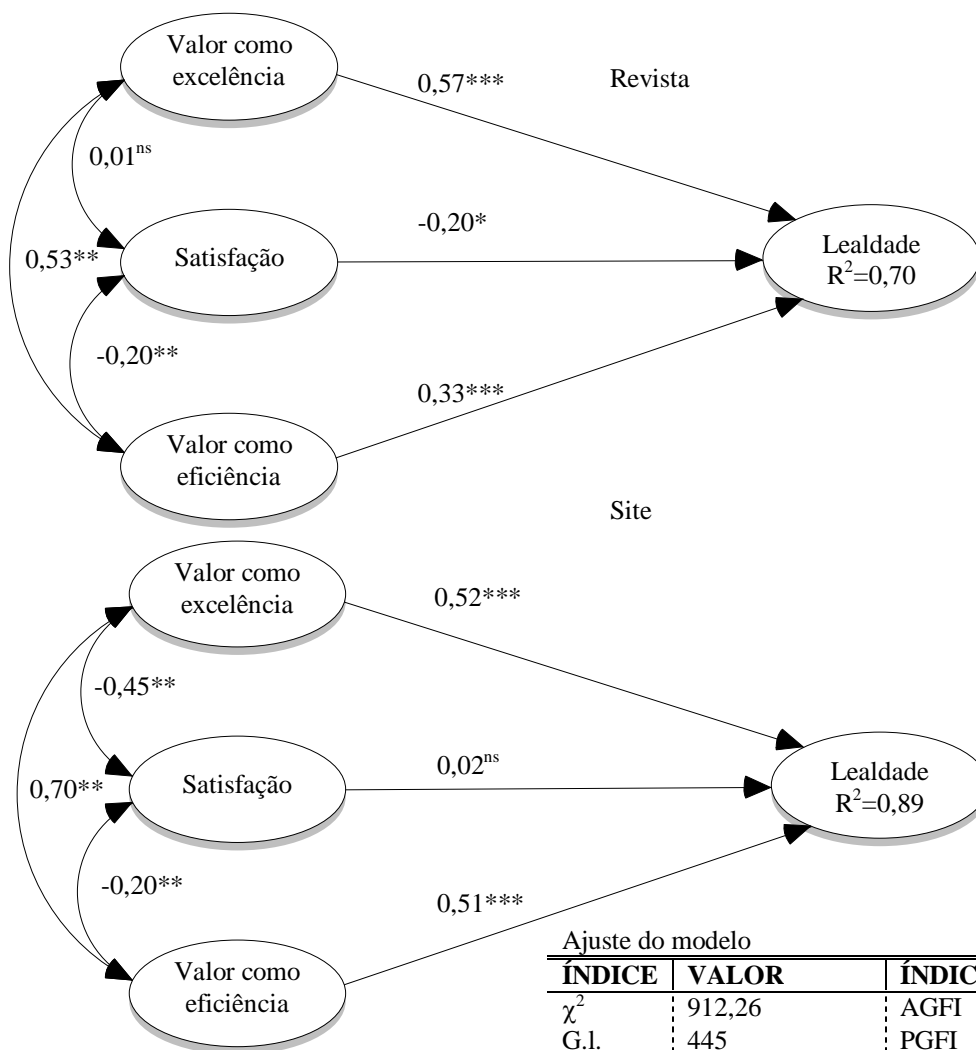 Valor como
excelência
0,57***
Revista
0,01ns
-0,20*
Satisfação
Lealdade
R2=0,70
0,53**
-0,20**
0,33***
Valor como
eficiência
Site
Valor como
excelência
0,52***
-0,45**
0,02ns
Satisfação
Lealdade
R2=0,89
0,70**
-0,20**
0,51***
Valor como
eficiência
Ajuste do modelo
ÍNDICE VALOR ÍNDIC
χ2 912,26 AGFI
G.l. 445 PGFI